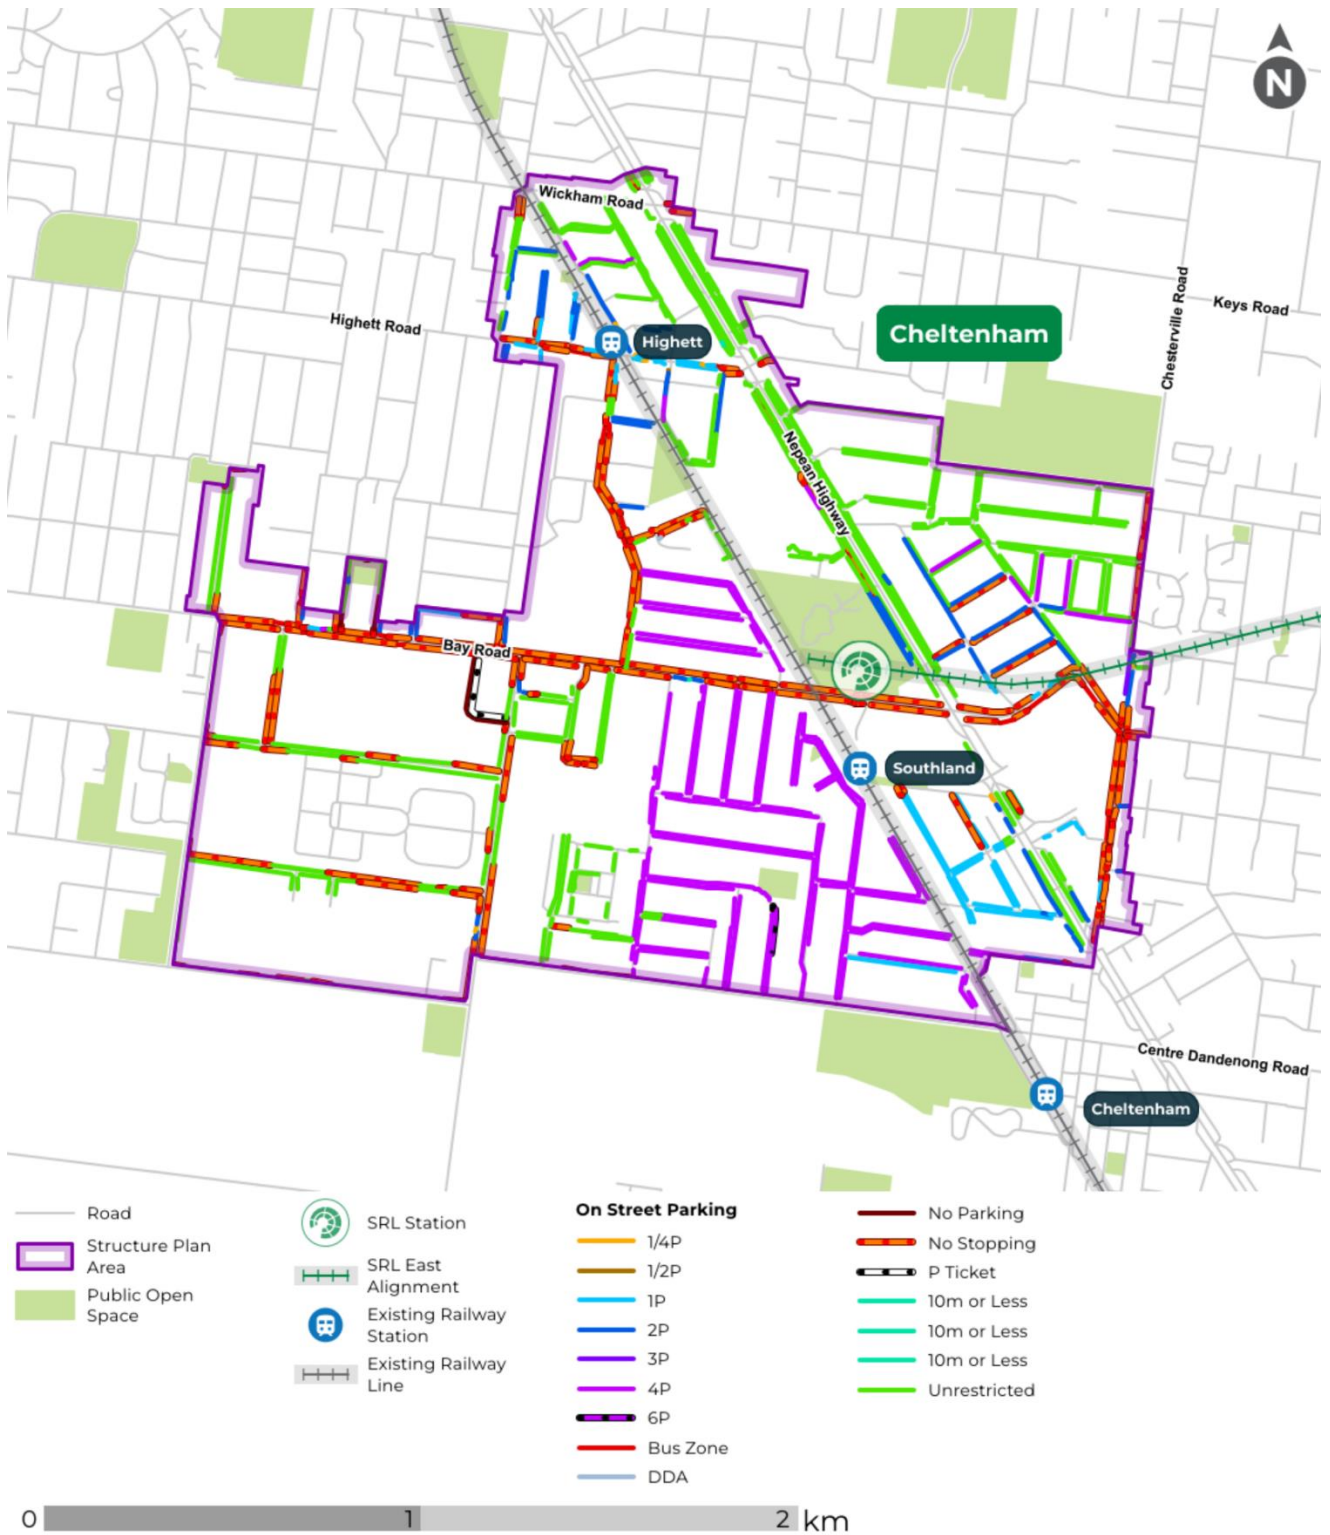 N
Wickham Road
Chesterville Road
Keys Road
Highett Road
Cheltenham
Highett
Nepean Highway
Bay Road
Southland
Centre Dandenong Road
Cheltenham
Road
Structure Plan
Area
Public Open
Space
SRL Station
SRL East
Alignment
Existing Railway
Station
Existing Railway
Line
On Street Parking
1/4P
1/2P
1P
2P
3P
4P
6P
Bus Zone
DDA
No Parking
No Stopping
P Ticket
10m or Less
10m or Less
10m or Less
Unrestricted
0 1 2 km